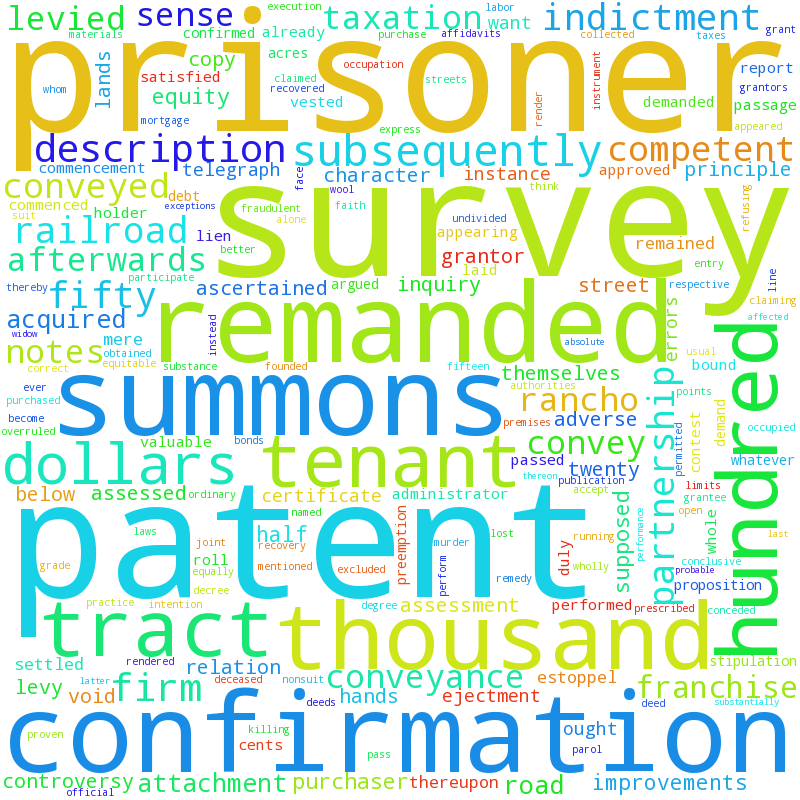 levied
sense
execution
labor
taxation
want
indictment
grant
materials
confirmed
already
purchase
affidavits
collected
taxes
prisoner
copy
acres
occupation
instrument
grantors
lands
satisfied
claimed
streets
report
whom
equity
recovered
vested
render
demanded
passage
mortgage
express
appeared
description
subsequently
competent
commencement
telegraph
character
instance
approved
principle
conveyed
debt
exceptions
face
wool
think
refusing
commenced
holder
fraudulent
faith
survey
suit
alone
undivided
railroad
lien
appearing
remained
better
grantor
afterwards
participate
laid
entry
line
thereby
fifty
ascertained
argued
inquiry
street
respective
claiming
acquired
remanded
errors
affected
widow
mere
instead
absolute
hundred
notes
obtained
equitable
usual
correct
substance
founded
fifteen
themselves
bound
ever
summons
authorities
partnership
points
purchased
rancho
become
premises
adverse
contest
demand
occupied
overruled
valuable
bonds
convey
permitted
dollars
tenant
passed
twenty
whatever
thereon
publication
below
assessed
ordinary
certificate
administrator
accept
supposed
limits
grantee
patent
named
lost
open
whole
last
laws
joint
half
preemption
running
performance
grade
roll
recovery
murder
duly
conclusive
equally
mentioned
excluded
perform
remedy
wholly
probable
decree
proposition
practice
intention
degree
assessment
performed
prescribed
conceded
tract
thousand
settled
rendered
relation
stipulation
levy
deceased
nonsuit
conveyance
estoppel
franchise
void
firm
latter
deeds
hands
ejectment
deed
substantially
confirmation
proven
killing
cents
pass
ought
parol
controversy
attachment
purchaser
thereupon
road
improvements
official